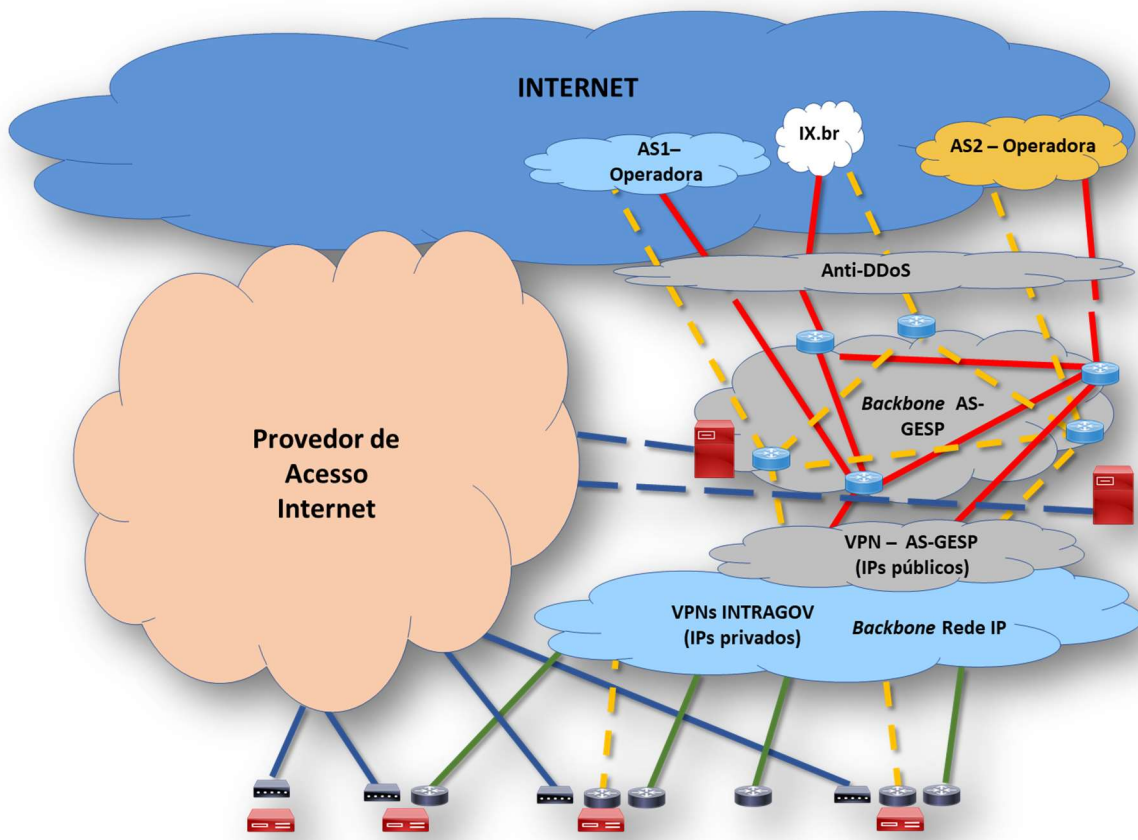 INTERNET
AS1–
Operadora
IX.br
AS2 – Operadora
Anti-DDoS
Backbone AS-
GESP
Provedor de
Acesso
Internet
VPN – AS-GESP
(IPs públicos)
VPNs INTRAGOV
(IPs privados)
Backbone Rede IP